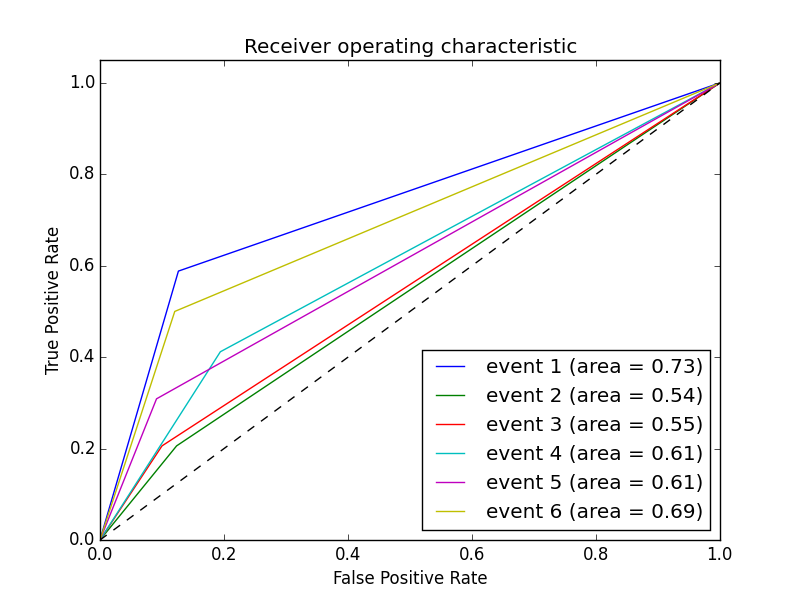 Receiver operating characteristic
1.0
0.8
0.6
0.4
0.2
0.0
True Positive Rate
event 1 (area = 0.73)
event 2 (area = 0.54)
event 3 (area = 0.55)
event 4 (area = 0.61)
event 5 (area = 0.61)
event 6 (area = 0.69)
0.0 0.2 0.4 0.6 0.8 1.0
False Positive Rate